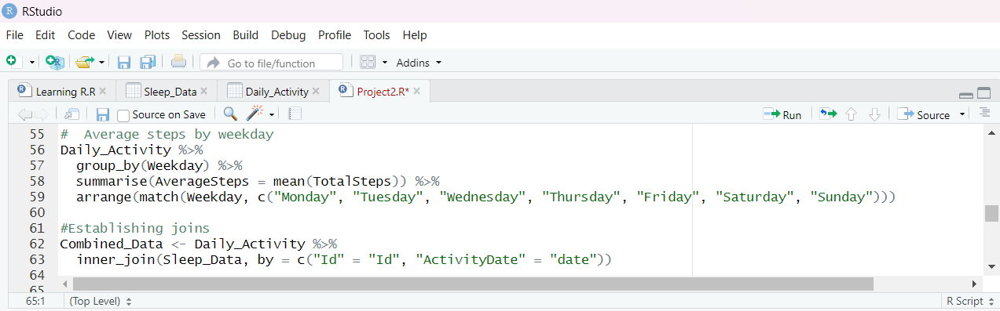 RStudio
File Edit Code View Plots Session Build Debug Profile Tools Help
Go to file/function Addins
Learning R.R Sleep_Data Daily_Activity Project2.R*
Source on Save Run Source
55 #  Average steps by weekday
56 Daily_Activity %>%
57   group_by(Weekday) %>%
58   summarise(AverageSteps = mean(TotalSteps)) %>%
59   arrange(match(Weekday, c("Monday", "Tuesday", "Wednesday", "Thursday", "Friday", "Saturday", "Sunday")))
60
61 #Establishing joins
62 Combined_Data <- Daily_Activity %>%
63   inner_join(Sleep_Data, by = c("Id" = "Id", "ActivityDate" = "date"))
64
65
65:1 (Top Level) R Script